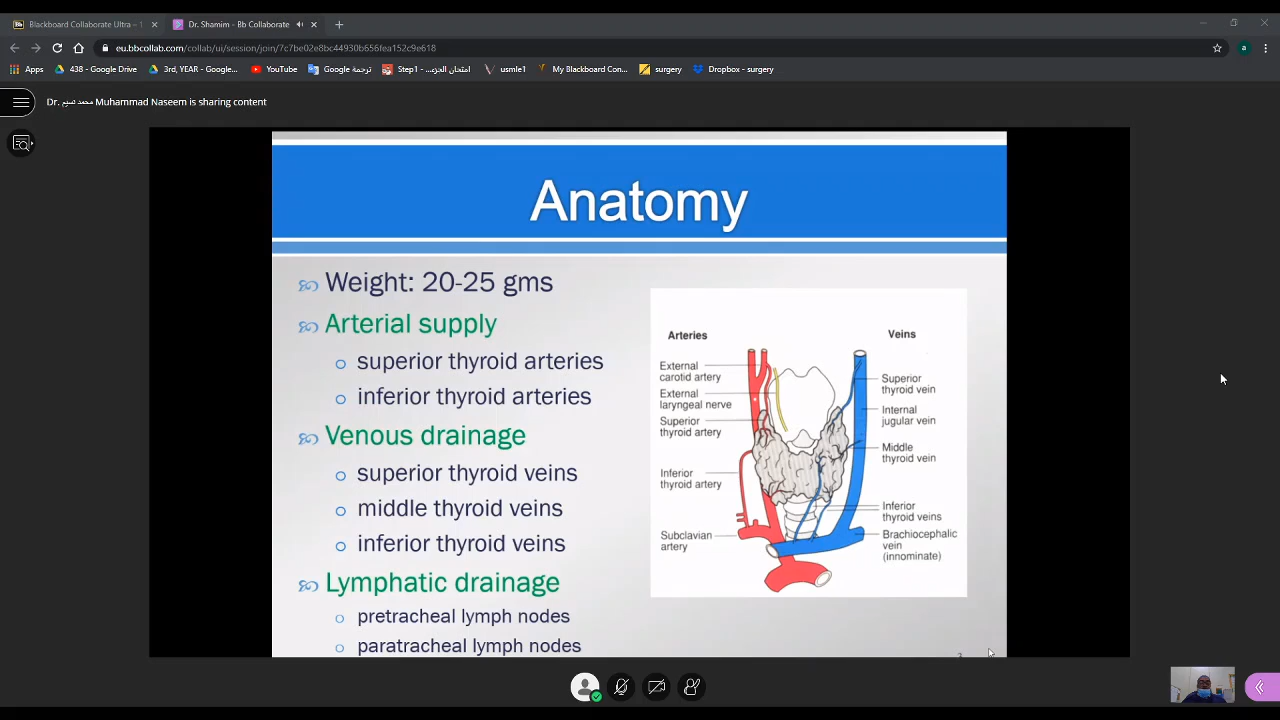 Blackboard Collaborate Ultra – 1
Dr. Shamim - Bb Collaborate
eu.bbcollab.com/collab/ui/session/join/7c7be02e8bc44930b656fea152c9e618
a
Apps
438 - Google Drive
3rd, YEAR - Google...
YouTube
Google ترجمة
Step1 - امتحان الجزء...
usmle1
My Blackboard Con...
surgery
Dropbox - surgery
Dr. محمد نسيم Muhammad Naseem is sharing content
Anatomy
Weight: 20-25 gms
Arterial supply
superior thyroid arteries
inferior thyroid arteries
Venous drainage
superior thyroid veins
middle thyroid veins
inferior thyroid veins
Lymphatic drainage
pretracheal lymph nodes
paratracheal lymph nodes
Arteries
External
carotid artery
External
laryngeal nerve
Superior
thyroid artery
Inferior
thyroid artery
Subclavian
artery
Veins
Superior
thyroid vein
Internal
jugular vein
Middle
thyroid vein
Inferior
thyroid veins
Brachiocephalic
vein
(innominate)